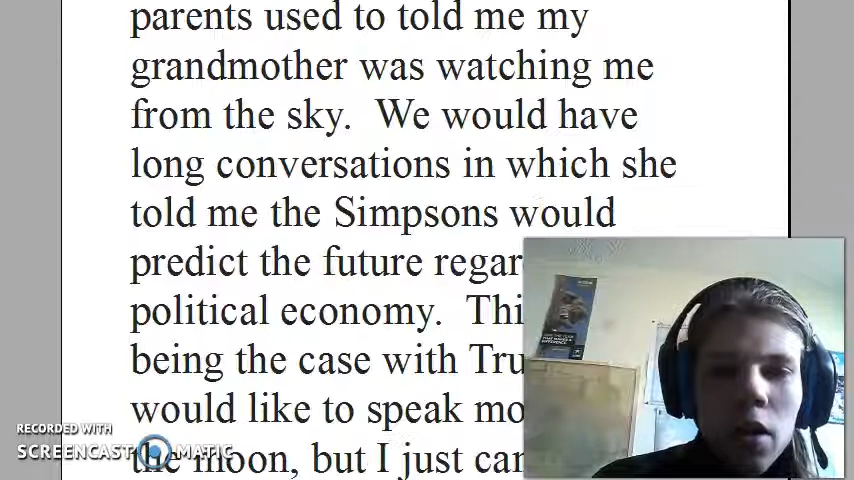 parents used to told me my
grandmother was watching me
from the sky.  We would have
long conversations in which she
told me the Simpsons would
predict the future regar
political economy.  Thi
being the case with Tru
would like to speak mo
the moon, but I just can
RECORDED WITH
SCREENCAST MATIC